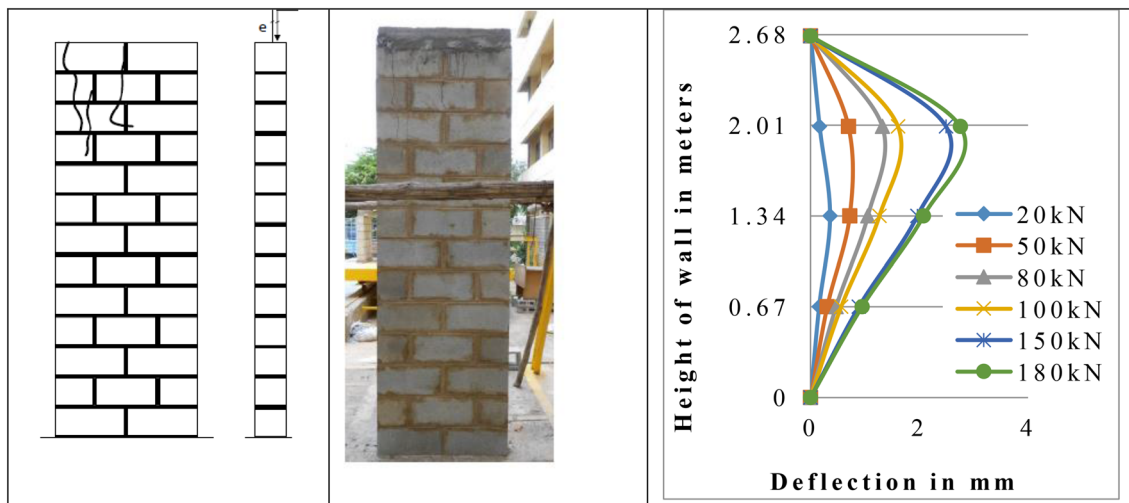 e
2.68
2.01
1.34
0.67
0
0
2
4
Height of wall in meters
Deflection in mm
20kN
50kN
80kN
100kN
150kN
180kN